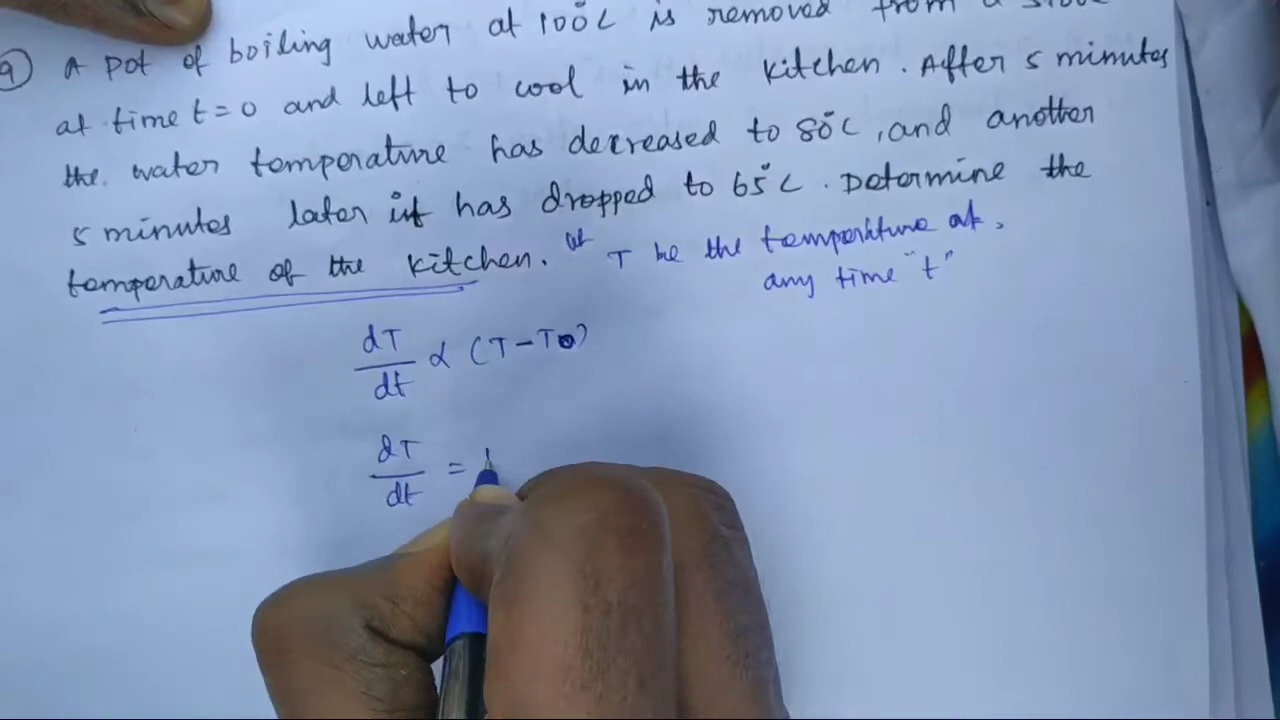 9) A pot of boiling water at 100°C is removed from a stove
at time t=0 and left to cool in the kitchen. After 5 minutes
the water temperature has decreased to 80°C, and another
5 minutes later it has dropped to 65°C. Determine the
temperature of the kitchen.
let T be the temperature at
any time "t"
dT/dt ∝ (T-T0)
dT/dt =